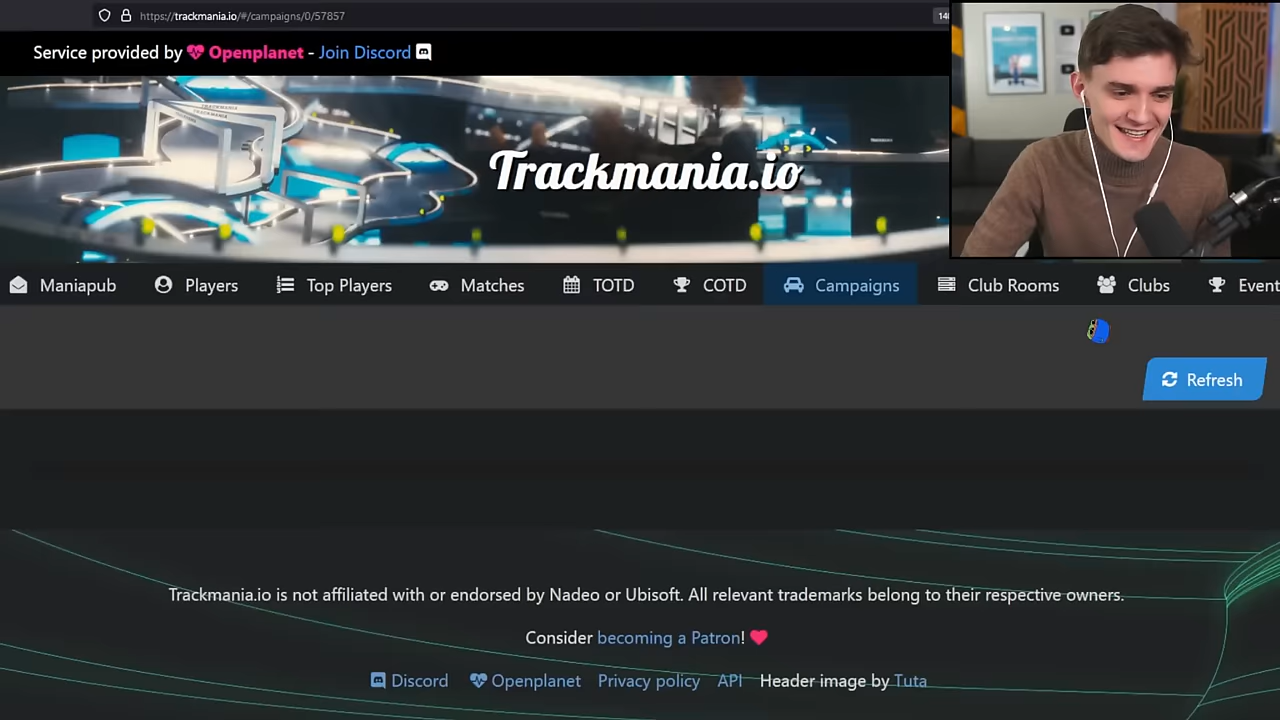 https://trackmania.io/#/campaigns/0/57857
Service provided by Openplanet - Join Discord
Trackmania.io
Maniapub Players Top Players Matches TOTD COTD Campaigns Club Rooms Clubs Event
Refresh
Trackmania.io is not affiliated with or endorsed by Nadeo or Ubisoft. All relevant trademarks belong to their respective owners.
Consider becoming a Patron!
Discord Openplanet Privacy policy API Header image by Tuta